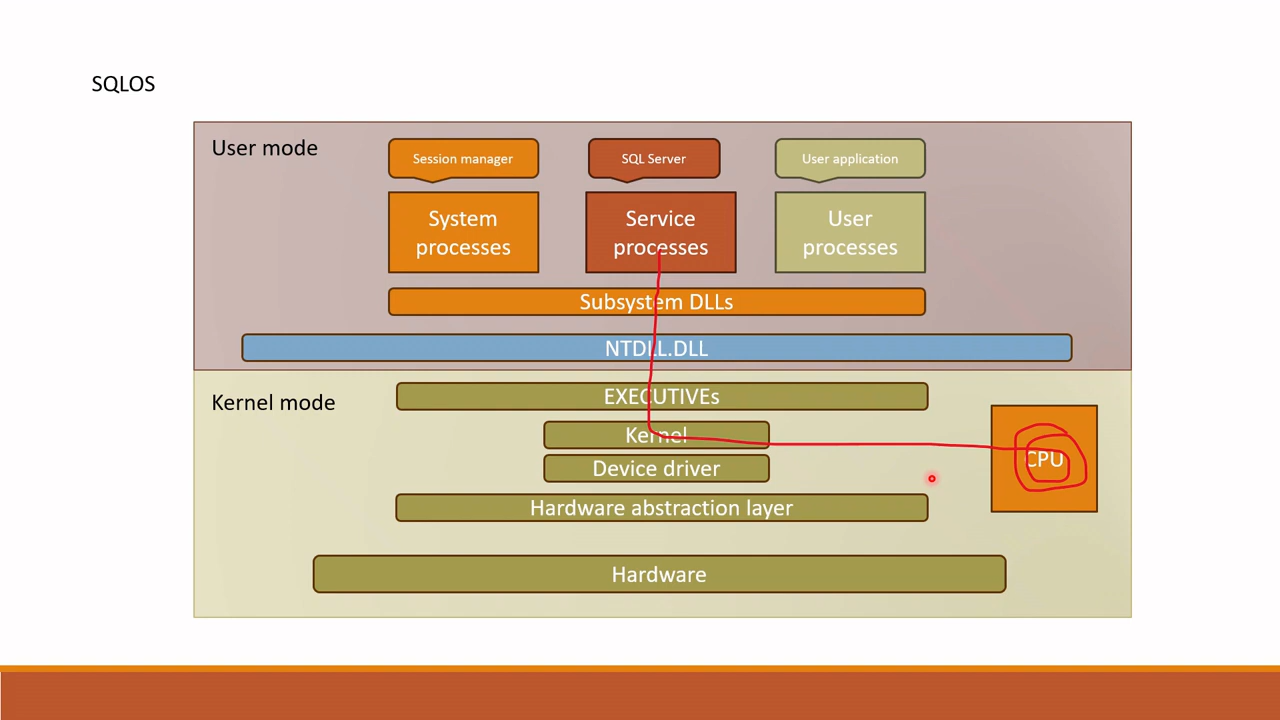 SQLOS
User mode
Session manager
SQL Server
User application
System
processes
Service
processes
User
processes
Subsystem DLLs
NTDLL.DLL
Kernel mode
EXECUTIVEs
Kernel
CPU
Device driver
Hardware abstraction layer
Hardware